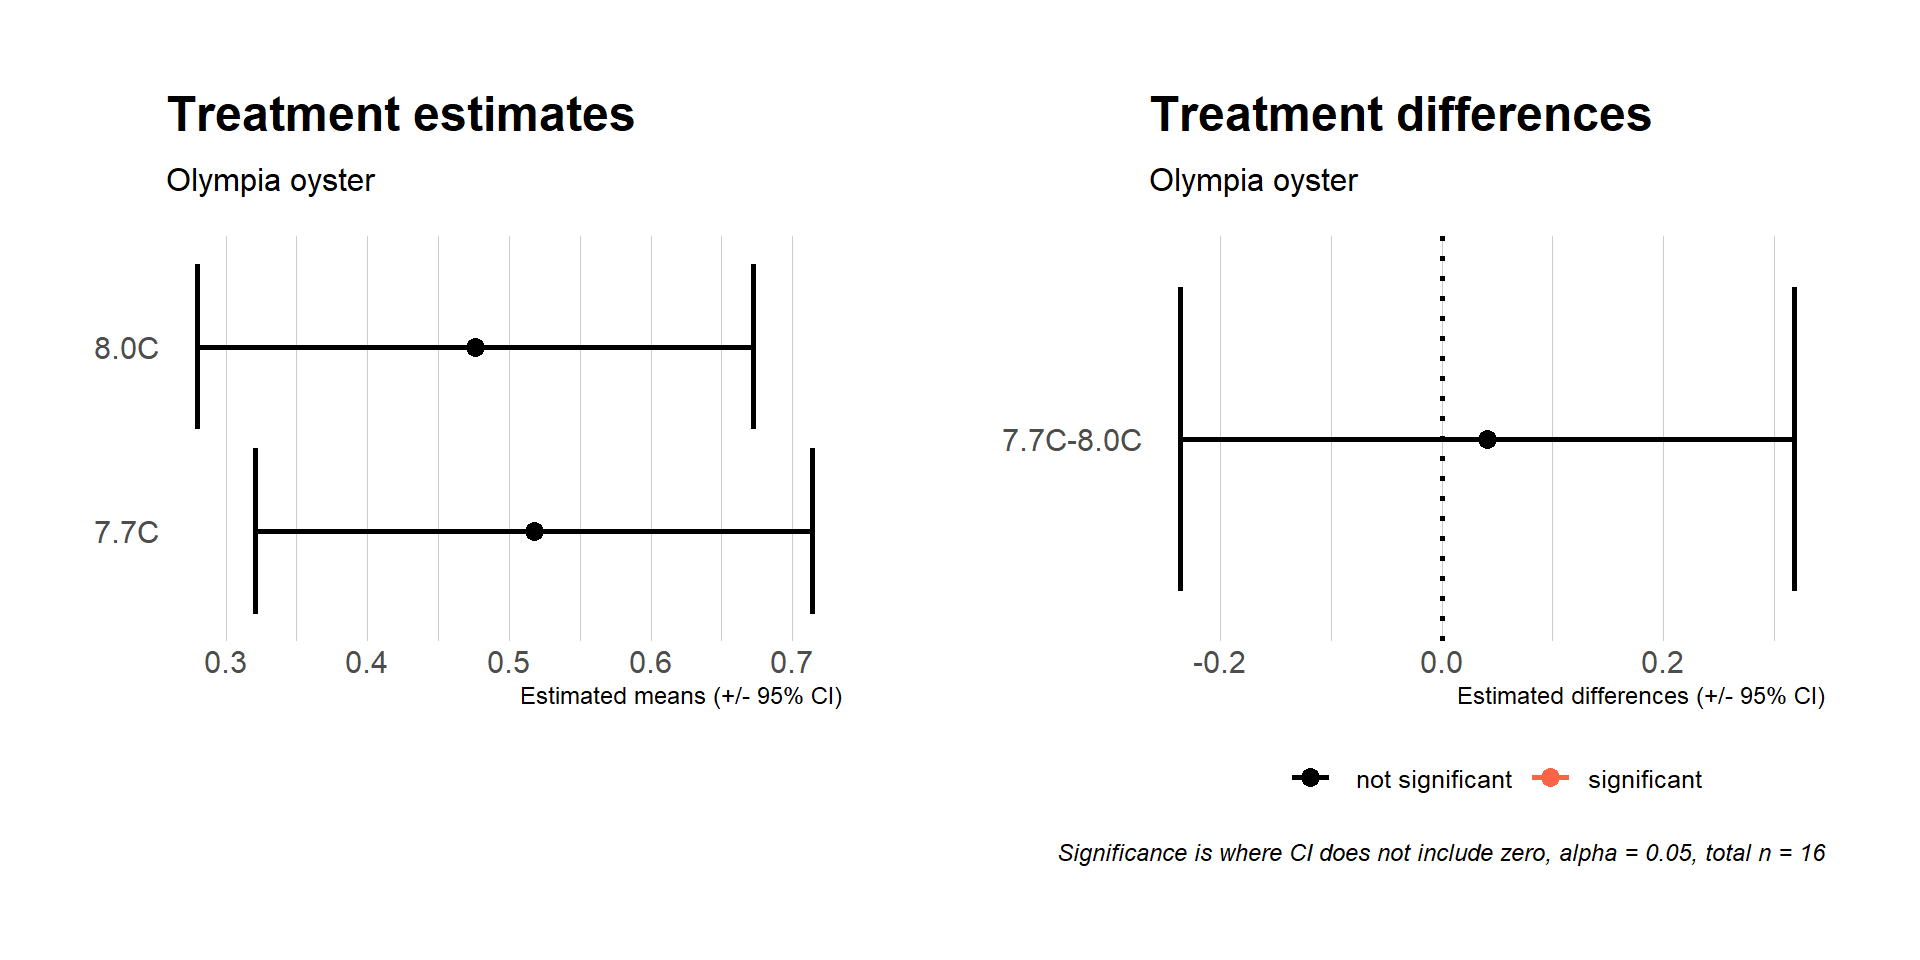 Treatment estimates
Olympia oyster
8.0C
7.7C
0.3 0.4 0.5 0.6 0.7
Estimated means (+/- 95% CI)
Treatment differences
Olympia oyster
7.7C-8.0C
-0.2 0.0 0.2
Estimated differences (+/- 95% CI)
not significant significant
Significance is where CI does not include zero, alpha = 0.05, total n = 16